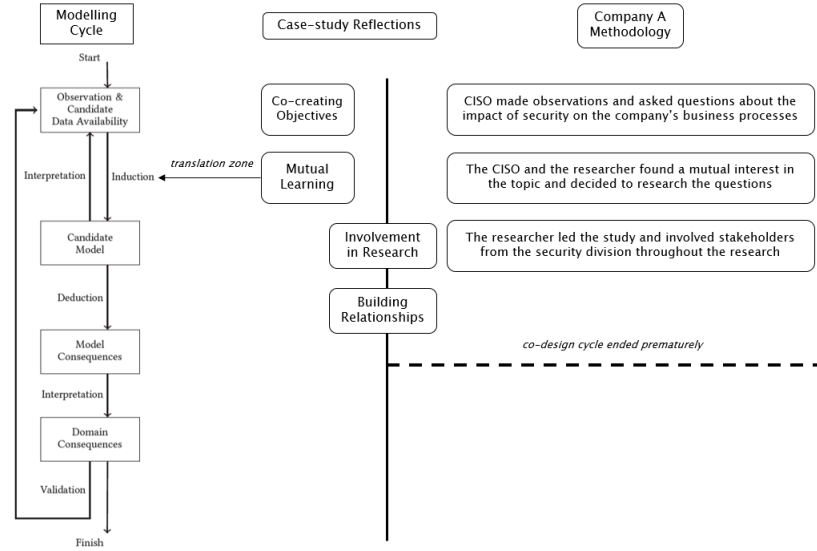 Modelling
Cycle
Case-study Reflections
Company A
Methodology
Start
Observation &
Candidate
Data Availability
Co-creating
Objectives
CISO made observations and asked questions about the
impact of security on the company's business processes
translation zone
Interpretation
Induction
Mutual
Learning
The CISO and the researcher found a mutual interest in
the topic and decided to research the questions
Candidate
Model
Involvement
in Research
The researcher led the study and involved stakeholders
from the security division throughout the research
Deduction
Building
Relationships
Model
Consequences
co-design cycle ended prematurely
Interpretation
Domain
Consequences
Validation
Finish